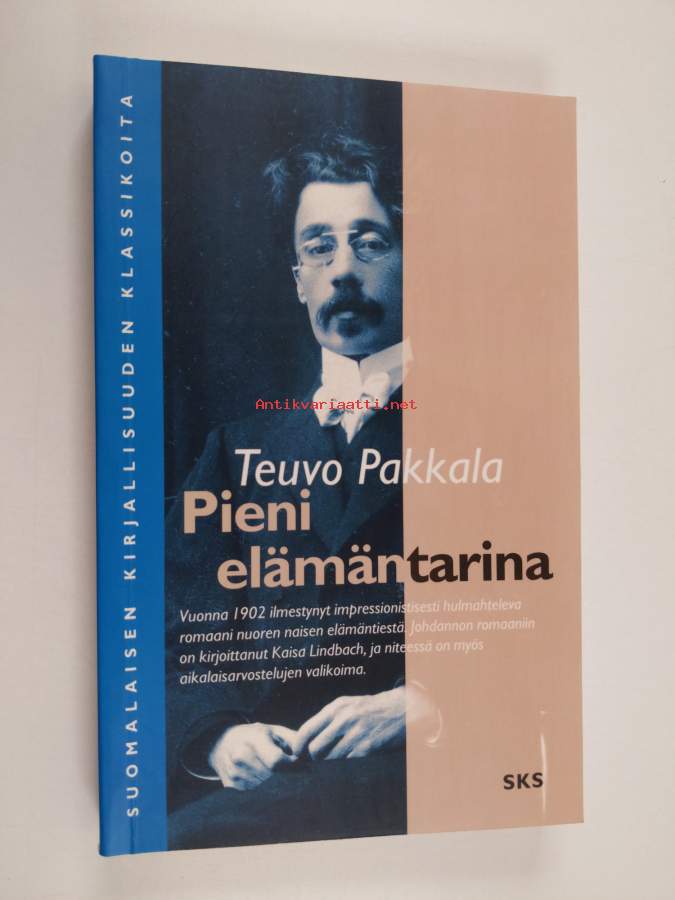 SUOMALAISEN KIRJALLISUUDEN KLASSIKOITA
Antikvariaatti.net
Teuvo Pakkala
Pieni
elämäntarina
Vuonna 1902 ilmestynyt impressionistisesti hulmahteleva
romaani nuoren naisen elämäntiestä. Johdannon romaaniin
on kirjoittanut Kaisa Lindbach, ja niteessä on myös
aikalaisarvostelujen valikoima.
SKS